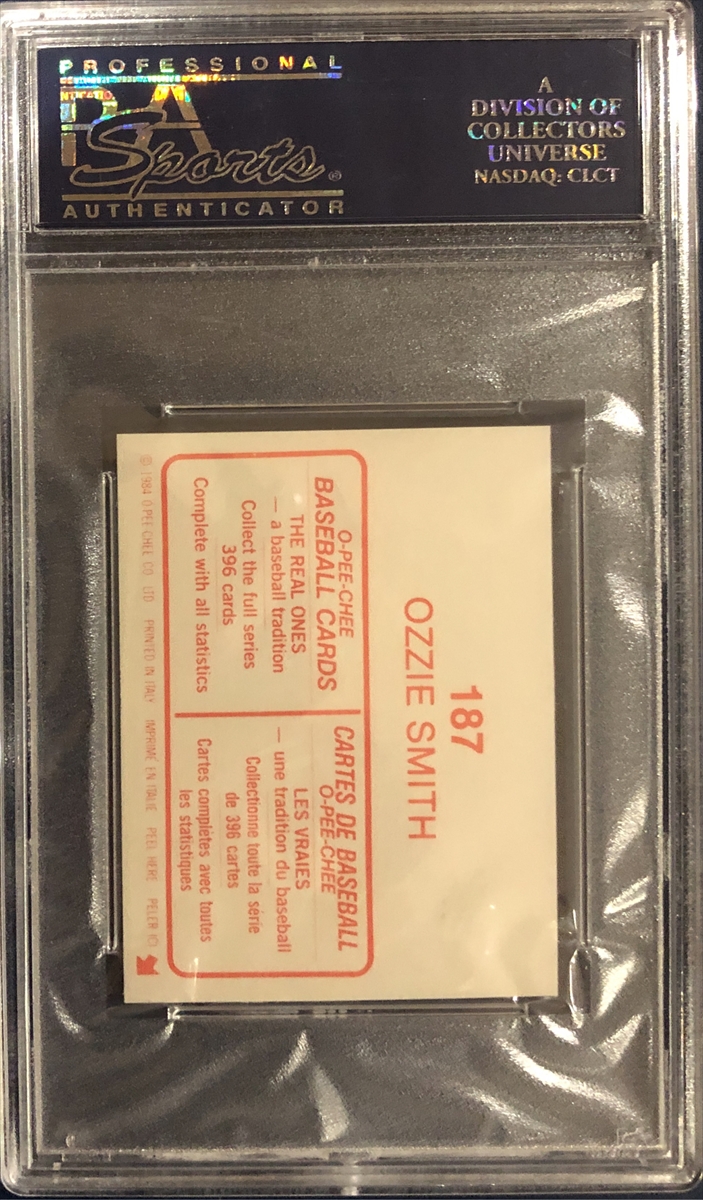 PROFESSIONAL
PSA
Sports®
AUTHENTICATOR
A
DIVISION OF
COLLECTORS
UNIVERSE
NASDAQ: CLCT
187
OZZIE SMITH
O-PEE-CHEE
BASEBALL CARDS
THE REAL ONES
— a baseball tradition
Collect the full series
396 cards
Complete with all statistics
CARTES DE BASEBALL
O-PEE-CHEE
LES VRAIES
— une tradition du baseball
Collectionne toute la série
de 396 cartes
Cartes complètes avec toutes
les statistiques
© 1984 O-PEE-CHEE CO. LTD. PRINTED IN ITALY IMPRIMÉ EN ITALIE PEEL HERE PELER ICI